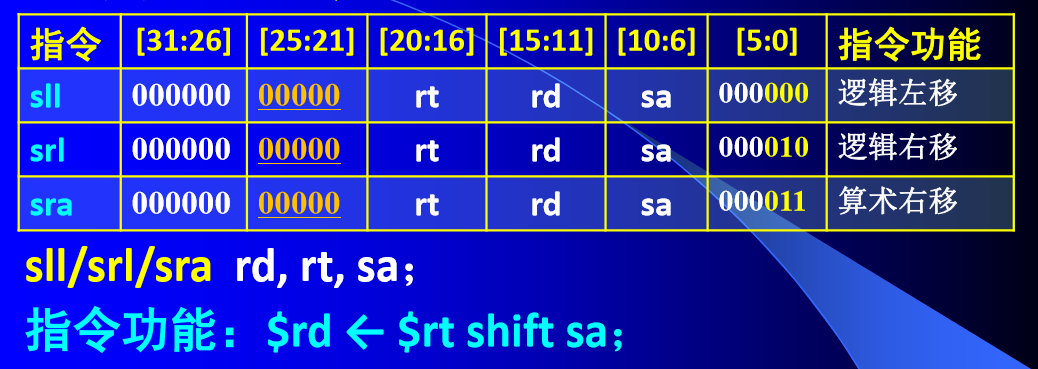 指令 [31:26] [25:21] [20:16] [15:11] [10:6] [5:0] 指令功能
sll 000000 00000 rt rd sa 000000 逻辑左移
srl 000000 00000 rt rd sa 000010 逻辑右移
sra 000000 00000 rt rd sa 000011 算术右移
sll/srl/sra rd, rt, sa；
指令功能：$rd ← $rt shift sa；